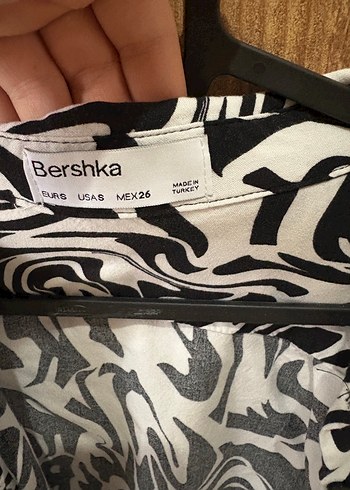 Bershka
EUR S USA S MEX 26
MADE IN
TURKEY